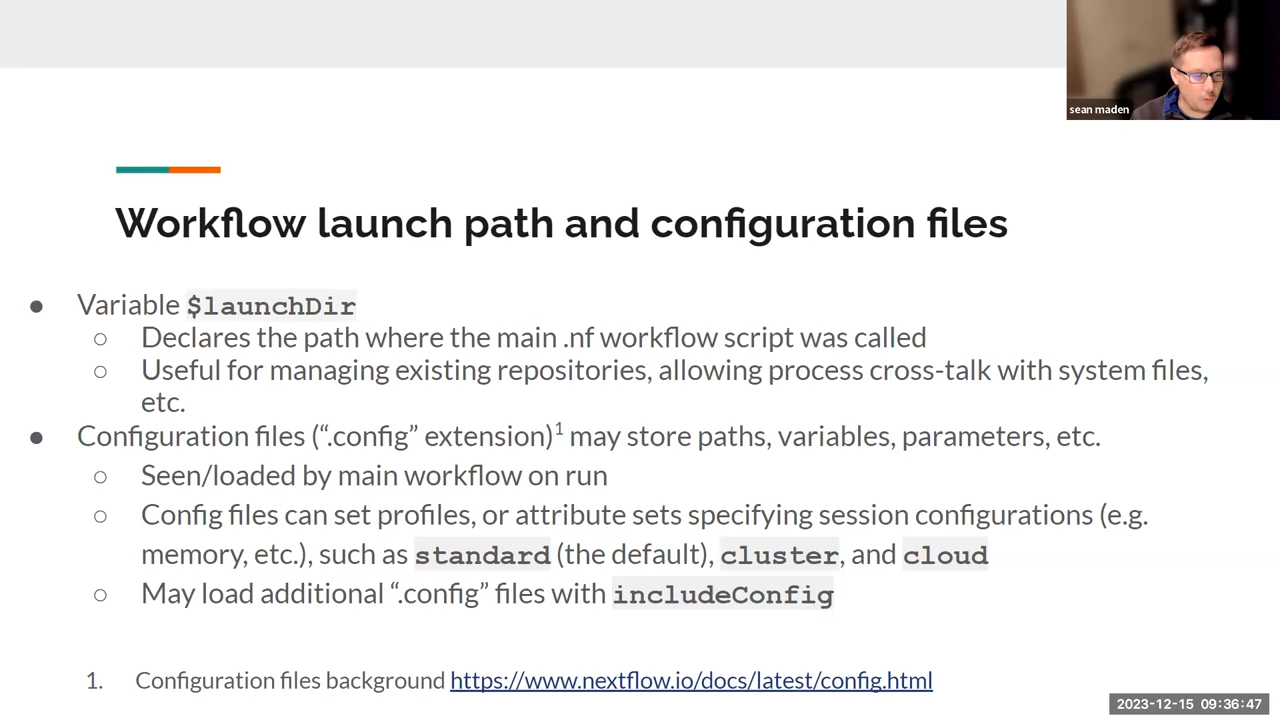 sean maden
Workflow launch path and configuration files
● Variable $launchDir
○ Declares the path where the main .nf workflow script was called
○ Useful for managing existing repositories, allowing process cross-talk with system files,
etc.
● Configuration files (“.config” extension)1 may store paths, variables, parameters, etc.
○ Seen/loaded by main workflow on run
○ Config files can set profiles, or attribute sets specifying session configurations (e.g.
memory, etc.), such as standard (the default), cluster, and cloud
○ May load additional “.config” files with includeConfig
1. Configuration files background https://www.nextflow.io/docs/latest/config.html
2023-12-15 09:36:47